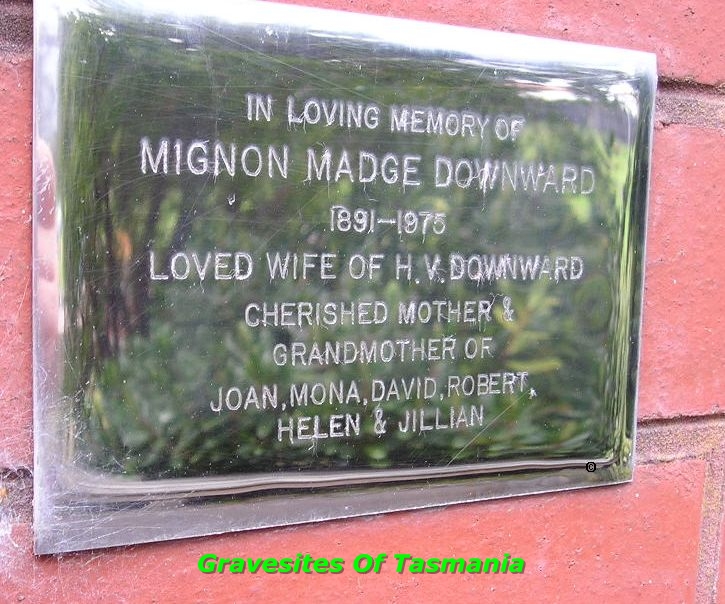 IN LOVING MEMORY OF
MIGNON MADGE DOWNWARD
1891-1975
LOVED WIFE OF H.V. DOWNWARD
CHERISHED MOTHER &
GRANDMOTHER OF
JOAN, MONA, DAVID, ROBERT,
HELEN & JILLIAN
©
Gravesites Of Tasmania